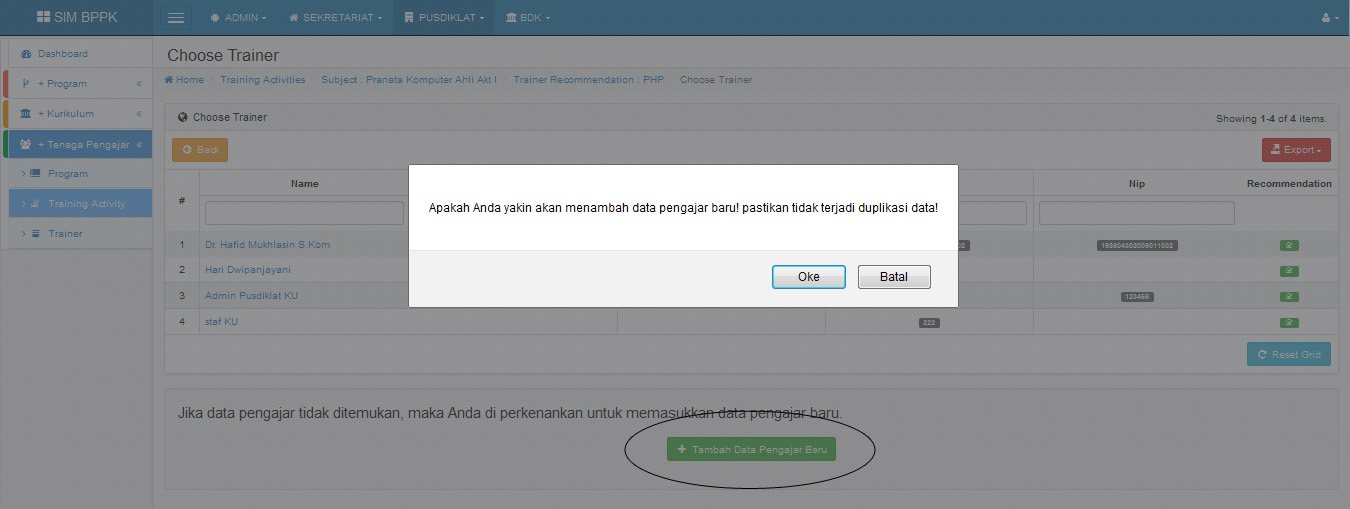 SIM BPPK
ADMIN
SEKRETARIAT
PUSDIKLAT
BDK
Dashboard
+ Program
+ Kurikulum
+ Tenaga Pengajar
Program
Training Activity
Trainer
Choose Trainer
Home / Training Activities / Subject : Pranata Komputer Ahli Akt I / Trainer Recommendation : PHP / Choose Trainer
Choose Trainer
Showing 1-4 of 4 items.
Back
Export
# Name Nip Recommendation
Apakah Anda yakin akan menambah data pengajar baru! pastikan tidak terjadi duplikasi data!
Oke Batal
1 Dr. Hafid Mukhlasin S.Kom
2 Hari Dwipanjayani
3 Admin Pusdiklat KU 123456
4 staf KU 222
Reset Grid
Jika data pengajar tidak ditemukan, maka Anda di perkenankan untuk memasukkan data pengajar baru.
+ Tambah Data Pengajar Baru